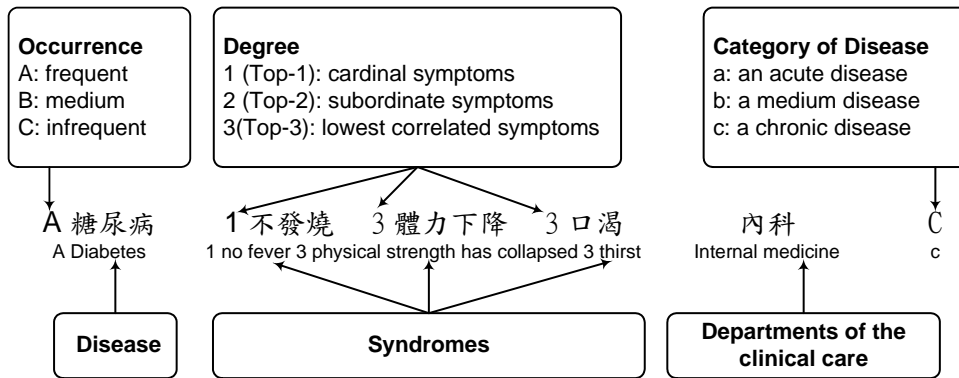 Occurrence
A: frequent
B: medium
C: infrequent
Degree
1 (Top-1): cardinal symptoms
2 (Top-2): subordinate symptoms
3(Top-3): lowest correlated symptoms
Category of Disease
a: an acute disease
b: a medium disease
c: a chronic disease
A 糖尿病 1 不發燒 3 體力下降 3 口渴 內科 C
A Diabetes 1 no fever 3 physical strength has collapsed 3 thirst Internal medicine c
Disease
Syndromes
Departments of the
clinical care